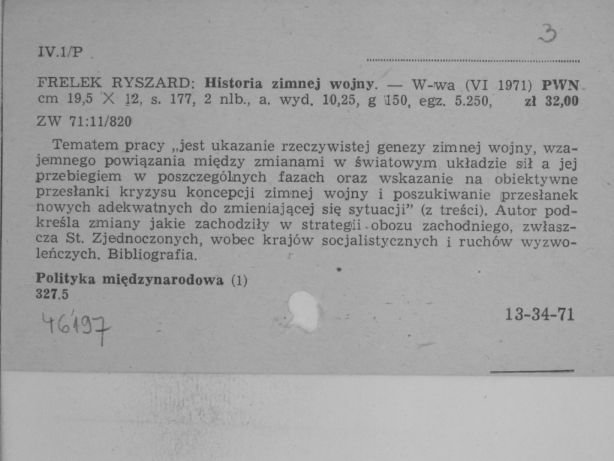 3
IV.1/P
FRELEK RYSZARD: Historia zimnej wojny. — W-wa (VI 1971) PWN
cm 19,5 X 12, s. 177, 2 nlb., a. wyd. 10,25, g 150, egz. 5.250, zł 32,00
ZW 71:11/820
Tematem pracy „jest ukazanie rzeczywistej genezy zimnej wojny, wza-
jemnego powiązania między zmianami w światowym układzie sił a jej
przebiegiem w poszczególnych fazach oraz wskazanie na obiektywne
przesłanki kryzysu koncepcji zimnej wojny i poszukiwanie przesłanek
nowych adekwatnych do zmieniającej się sytuacji” (z treści). Autor pod-
kreśla zmiany jakie zachodziły w strategii obozu zachodniego, zwłasz-
cza St. Zjednoczonych, wobec krajów socjalistycznych i ruchów wyzwo-
leńczych. Bibliografia.
Polityka międzynarodowa (1)
327.5
13-34-71
46197